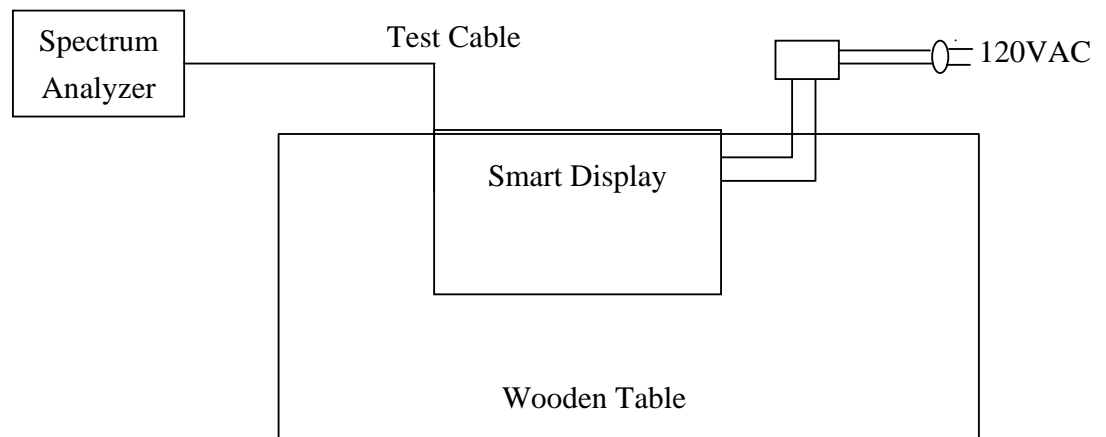 Spectrum
Analyzer
Test Cable
120VAC
Smart Display
Wooden Table